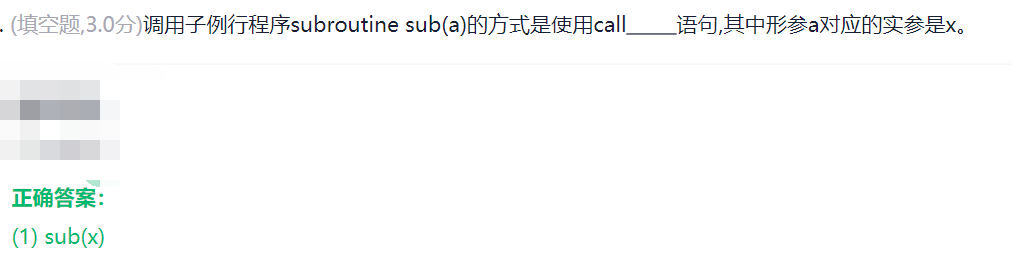 . (填空题,3.0分)调用子例行程序subroutine sub(a)的方式是使用call_____语句,其中形参a对应的实参是x。
正确答案：
(1) sub(x)